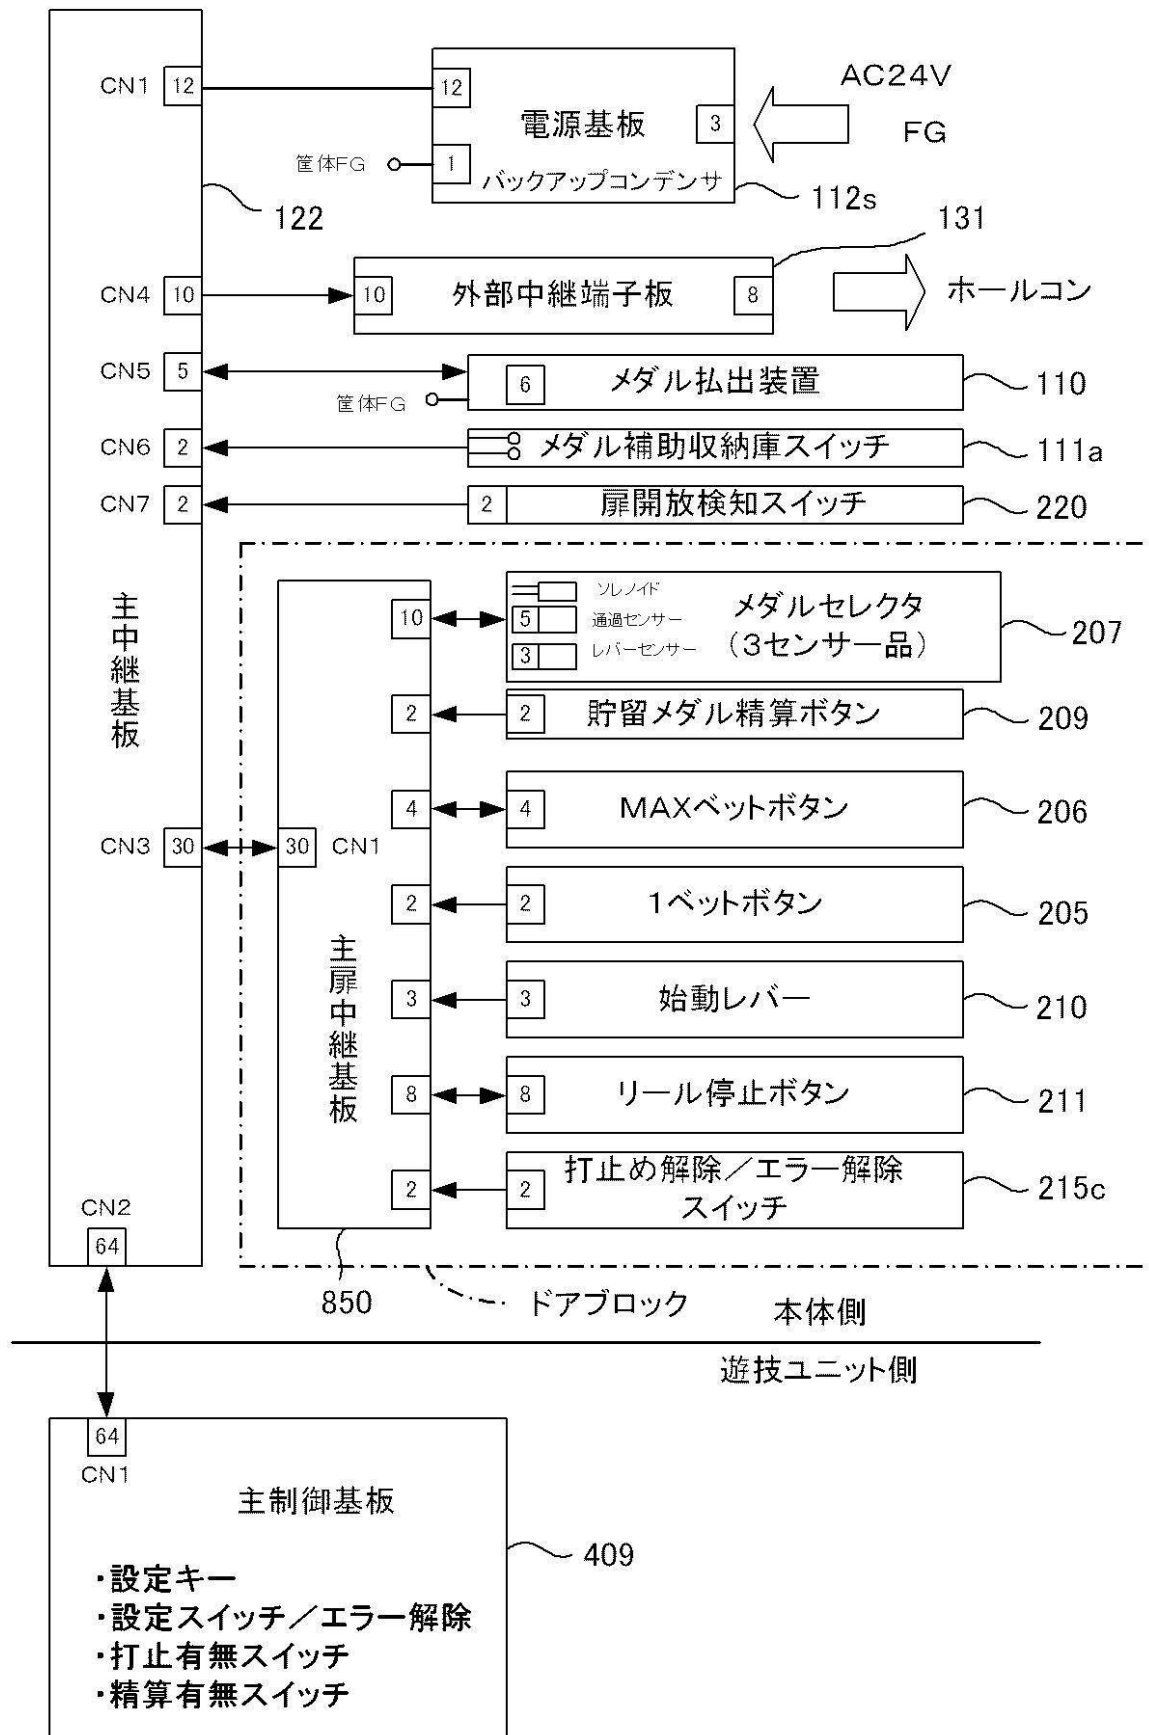 CN1 12
12 電源基板 3
AC24V
FG
筐体FG 1
バックアップコンデンサ
112s
122
131
CN4 10
10 外部中継端子板 8
ホールコン
CN5 5
6 メダル払出装置
110
筐体FG
CN6 2
メダル補助収納庫スイッチ
111a
CN7 2
2 扉開放検知スイッチ
220
主中継基板
10
ソレノイド
5 通過センサー
3 レバーセンサー
メダルセレクタ
(3センサー品)
207
2
2 貯留メダル精算ボタン
209
4
4 MAXベットボタン
206
CN3 30
30 CN1
2
2 1ベットボタン
205
主扉中継基板
3
3 始動レバー
210
8
8 リール停止ボタン
211
2
2 打止め解除/エラー解除
スイッチ
215c
CN2
64
850
ドアブロック
本体側
遊技ユニット側
64
CN1
主制御基板
409
・設定キー
・設定スイッチ/エラー解除
・打止有無スイッチ
・精算有無スイッチ